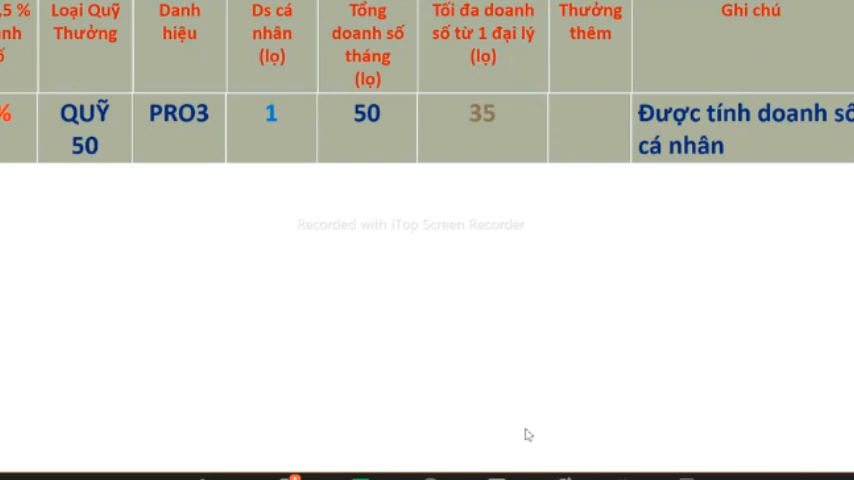 ,5 % Loại Quỹ Danh Ds cá Tổng Tối đa doanh Thưởng Ghi chú
nh Thưởng hiệu nhân doanh số số từ 1 đại lý thêm
ố (lọ) tháng (lọ)
(lọ)
% QUỸ PRO3 1 50 35 Được tính doanh số
50 cá nhân
Recorded with iTop Screen Recorder